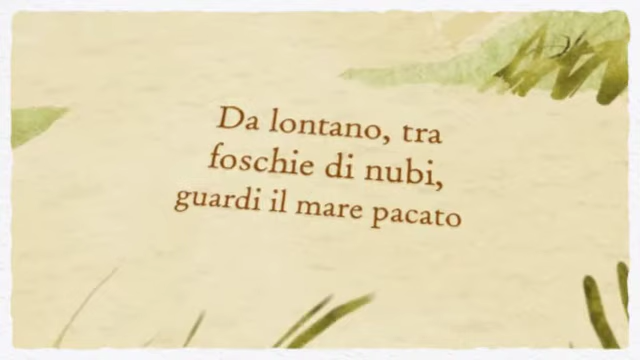 Da lontano, tra
foschie di nubi,
guardi il mare pacato